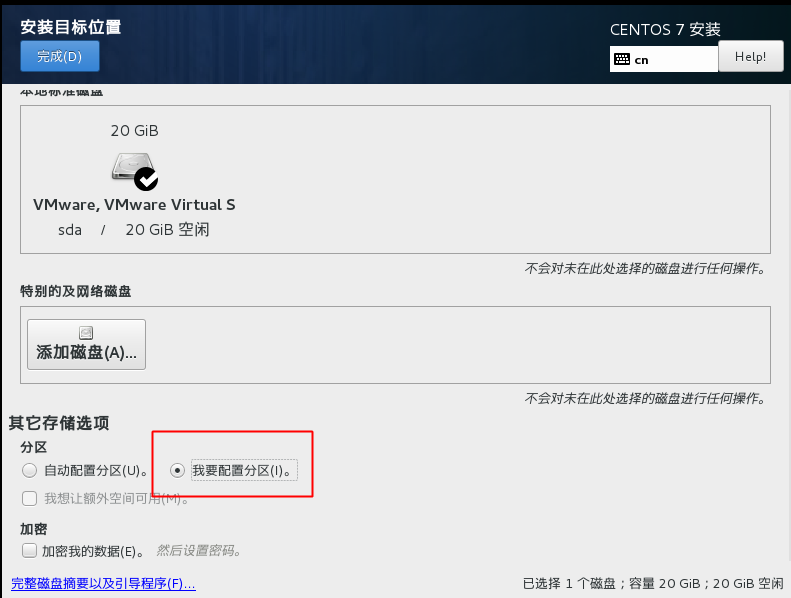 安装目标位置
CENTOS 7 安装
完成(D)
cn
Help!
本地标准磁盘
20 GiB
VMware, VMware Virtual S
sda / 20 GiB 空闲
不会对未在此处选择的磁盘进行任何操作。
特别的及网络磁盘
添加磁盘(A)...
不会对未在此处选择的磁盘进行任何操作。
其它存储选项
分区
自动配置分区(U)。 我要配置分区(I)。
我想让额外空间可用(M)。
加密
加密我的数据(E)。 然后设置密码。
完整磁盘摘要以及引导程序(F)...
已选择 1 个磁盘；容量 20 GiB；20 GiB 空闲